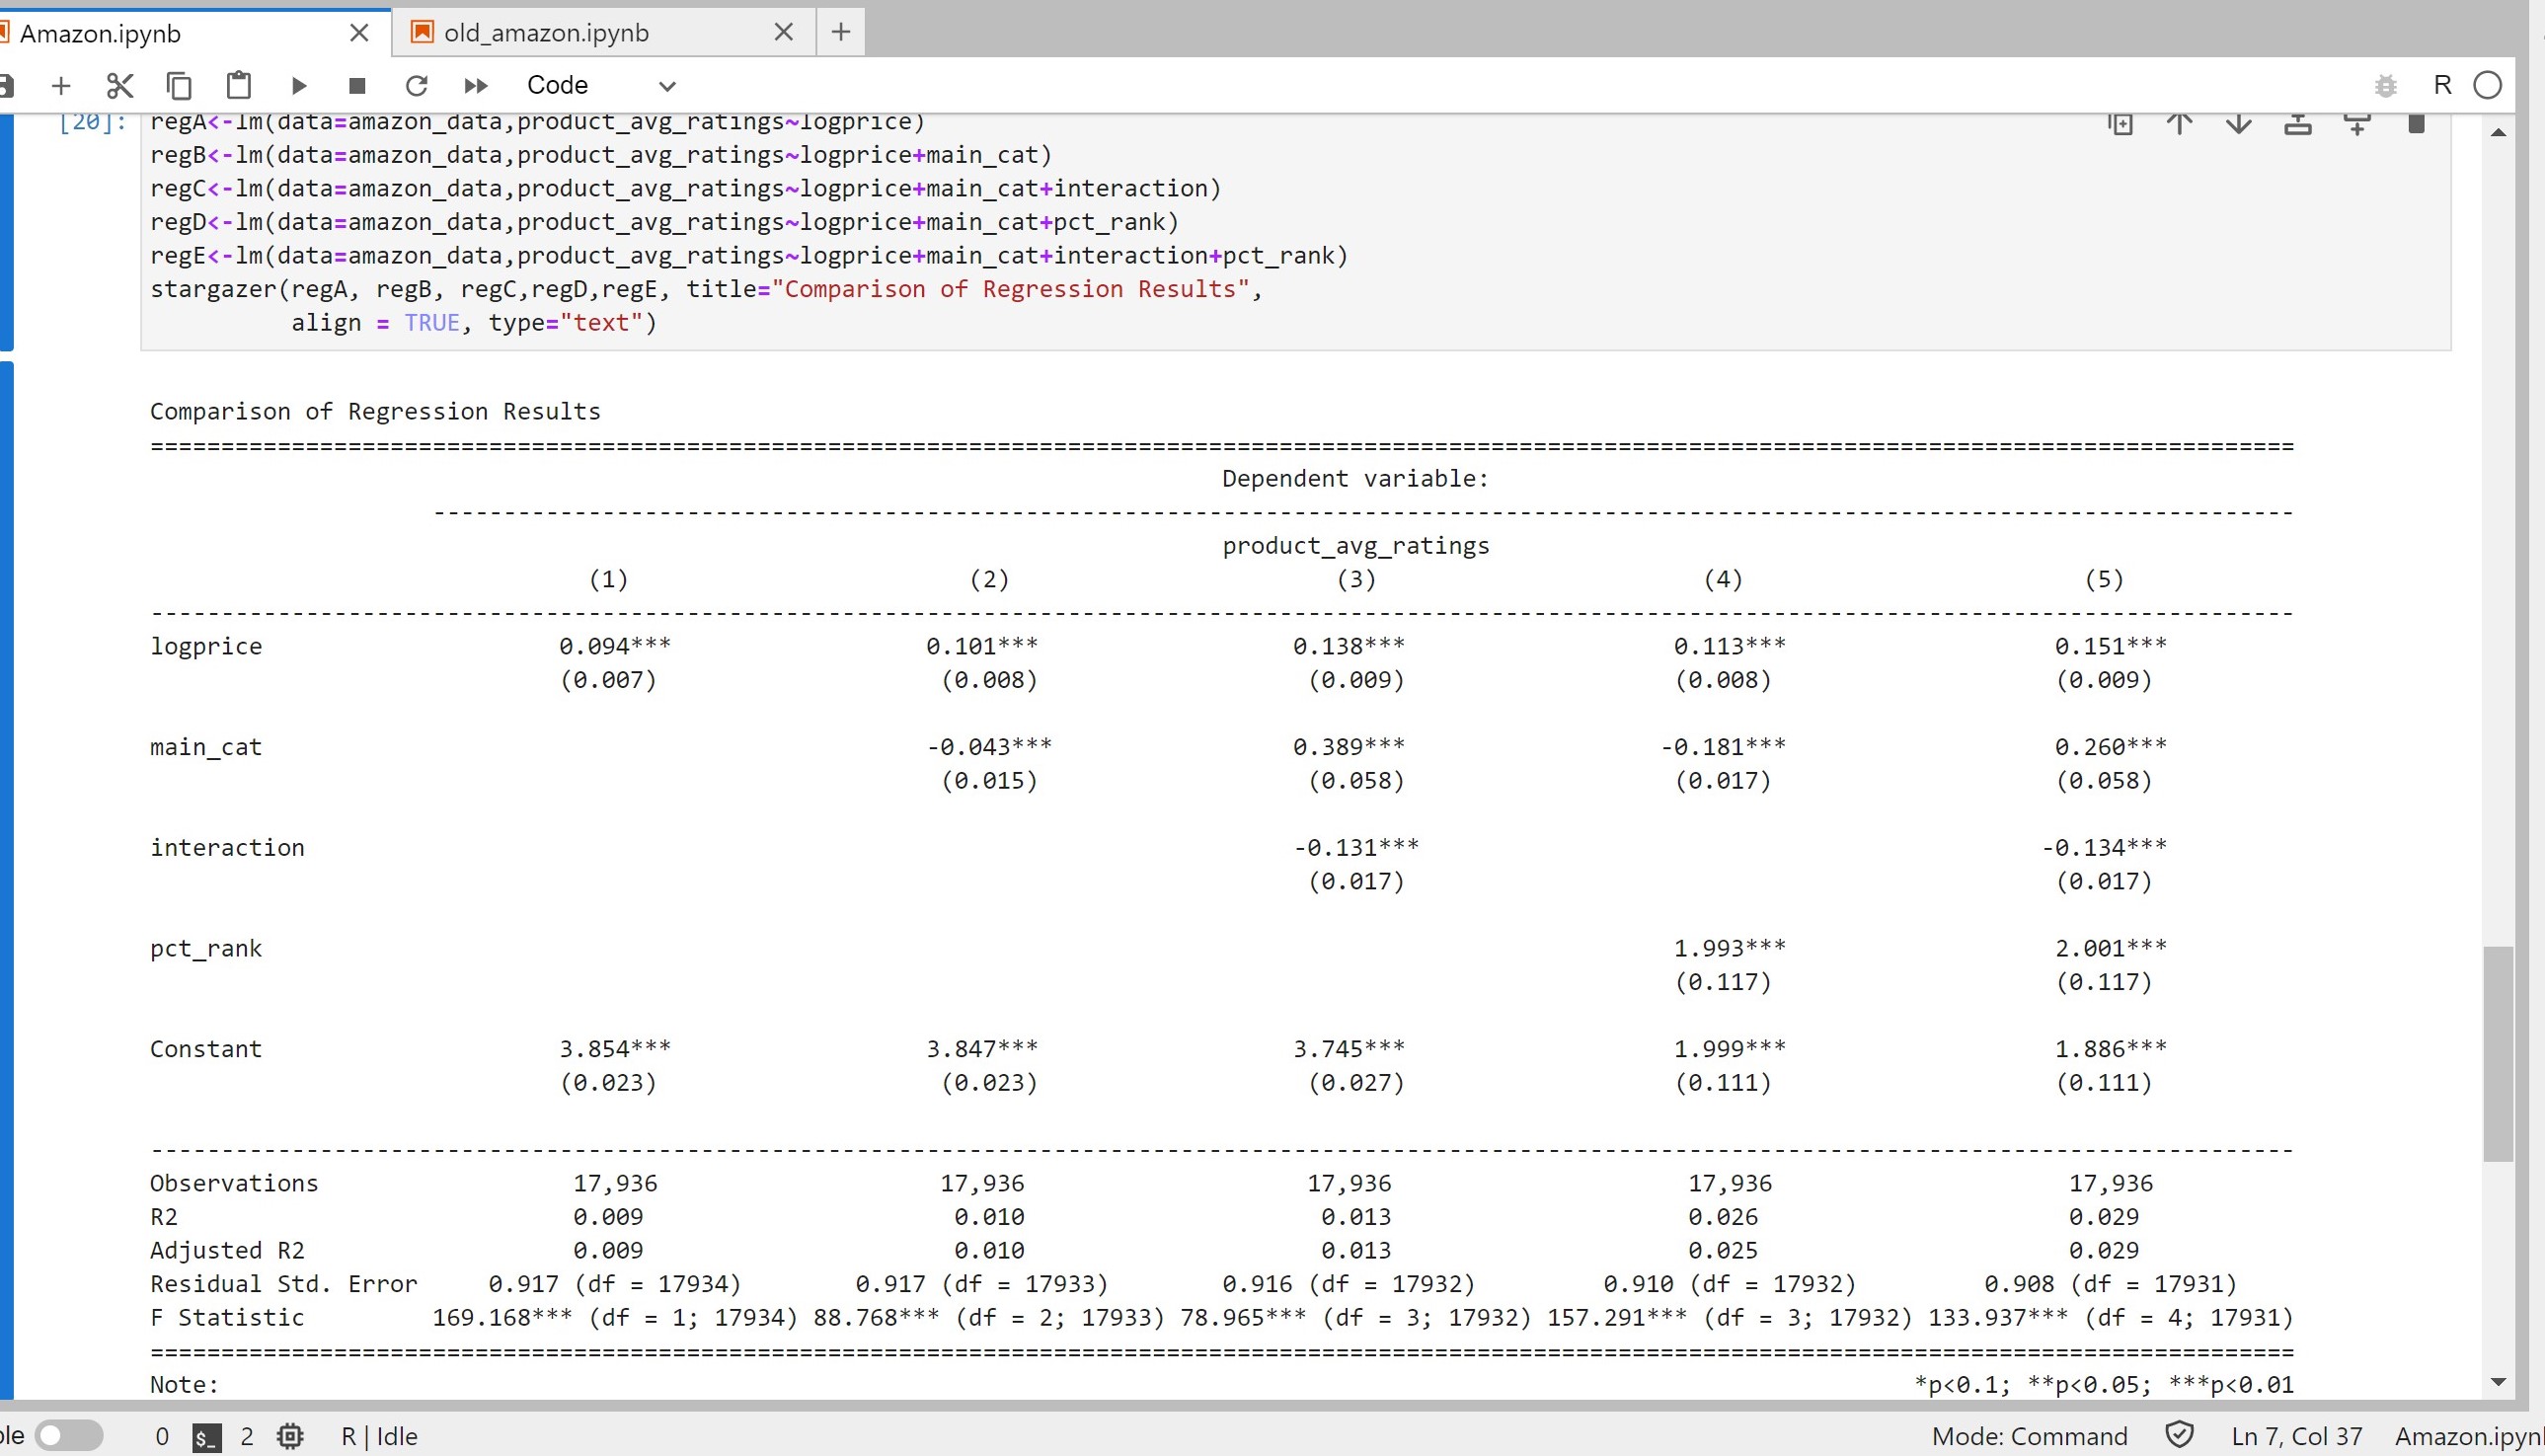 Amazon.ipynb old_amazon.ipynb
Code R
[20]: regA<-lm(data=amazon_data,product_avg_ratings~logprice)
regB<-lm(data=amazon_data,product_avg_ratings~logprice+main_cat)
regC<-lm(data=amazon_data,product_avg_ratings~logprice+main_cat+interaction)
regD<-lm(data=amazon_data,product_avg_ratings~logprice+main_cat+pct_rank)
regE<-lm(data=amazon_data,product_avg_ratings~logprice+main_cat+interaction+pct_rank)
stargazer(regA, regB, regC,regD,regE, title="Comparison of Regression Results",
align = TRUE, type="text")
Comparison of Regression Results
Dependent variable:
product_avg_ratings
(1) (2) (3) (4) (5)
logprice 0.094*** 0.101*** 0.138*** 0.113*** 0.151***
(0.007) (0.008) (0.009) (0.008) (0.009)
main_cat -0.043*** 0.389*** -0.181*** 0.260***
(0.015) (0.058) (0.017) (0.058)
interaction -0.131*** -0.134***
(0.017) (0.017)
pct_rank 1.993*** 2.001***
(0.117) (0.117)
Constant 3.854*** 3.847*** 3.745*** 1.999*** 1.886***
(0.023) (0.023) (0.027) (0.111) (0.111)
Observations 17,936 17,936 17,936 17,936 17,936
R2 0.009 0.010 0.013 0.026 0.029
Adjusted R2 0.009 0.010 0.013 0.025 0.029
Residual Std. Error 0.917 (df = 17934) 0.917 (df = 17933) 0.916 (df = 17932) 0.910 (df = 17932) 0.908 (df = 17931)
F Statistic 169.168*** (df = 1; 17934) 88.768*** (df = 2; 17933) 78.965*** (df = 3; 17932) 157.291*** (df = 3; 17932) 133.937*** (df = 4; 17931)
Note: *p<0.1; **p<0.05; ***p<0.01
ole 0 $_ 2 R | Idle Mode: Command Ln 7, Col 37 Amazon.ipyn